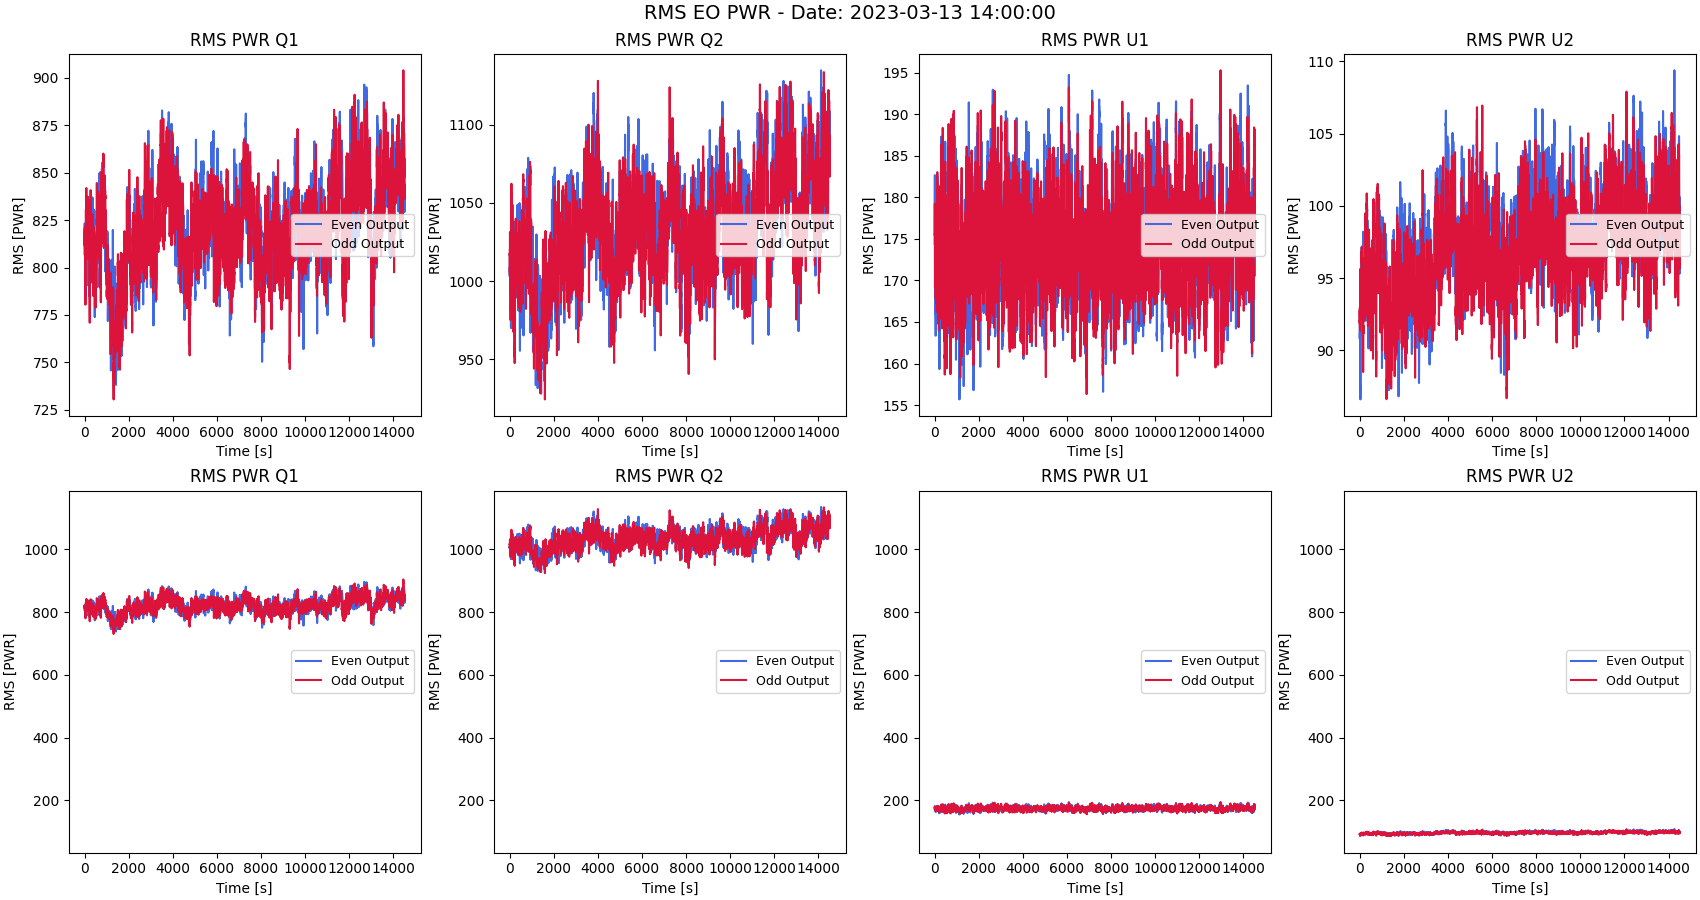 RMS EO PWR - Date: 2023-03-13 14:00:00
RMS PWR Q1
RMS [PWR]
900
875
850
825
800
775
750
725
Even Output
Odd Output
0 2000 4000 6000 8000 10000 12000 14000
Time [s]
RMS PWR Q2
RMS [PWR]
1100
1050
1000
950
Even Output
Odd Output
0 2000 4000 6000 8000 10000 12000 14000
Time [s]
RMS PWR U1
RMS [PWR]
195
190
185
180
175
170
165
160
155
Even Output
Odd Output
0 2000 4000 6000 8000 10000 12000 14000
Time [s]
RMS PWR U2
RMS [PWR]
110
105
100
95
90
Even Output
Odd Output
0 2000 4000 6000 8000 10000 12000 14000
Time [s]
RMS PWR Q1
RMS [PWR]
1000
800
600
400
200
Even Output
Odd Output
0 2000 4000 6000 8000 10000 12000 14000
Time [s]
RMS PWR Q2
RMS [PWR]
1000
800
600
400
200
Even Output
Odd Output
0 2000 4000 6000 8000 10000 12000 14000
Time [s]
RMS PWR U1
RMS [PWR]
1000
800
600
400
200
Even Output
Odd Output
0 2000 4000 6000 8000 10000 12000 14000
Time [s]
RMS PWR U2
RMS [PWR]
1000
800
600
400
200
Even Output
Odd Output
0 2000 4000 6000 8000 10000 12000 14000
Time [s]